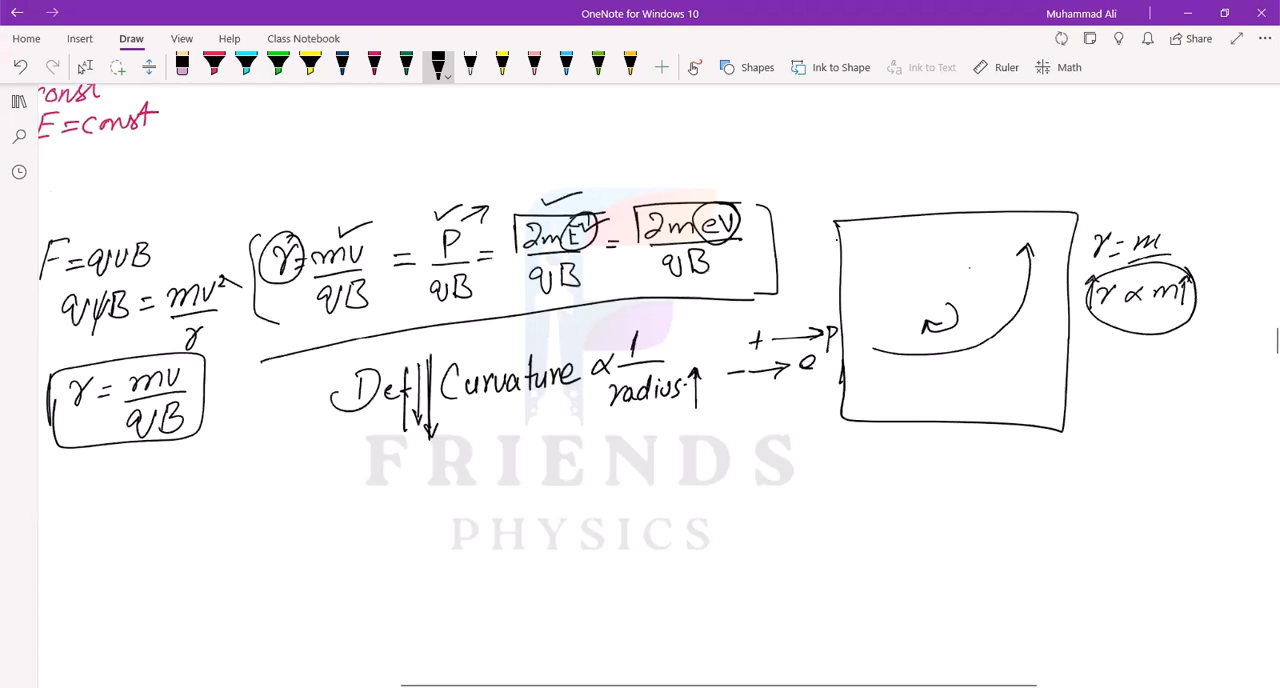 OneNote for Windows 10
Muhammad Ali
Home Insert Draw View Help Class Notebook
Share
Shapes Ink to Shape Ink to Text Ruler Math
const
E = const
F = qvB
qvB = mv²/r
r = mv/qB
r = mv/qB = P/qB = √2mE/qB = √2meV/qB
Def ↓↓ Curvature ∝ 1/radius ↑
+ → P
− → e
r = m
↑ r ∝ m ↑
FRIENDS
PHYSICS